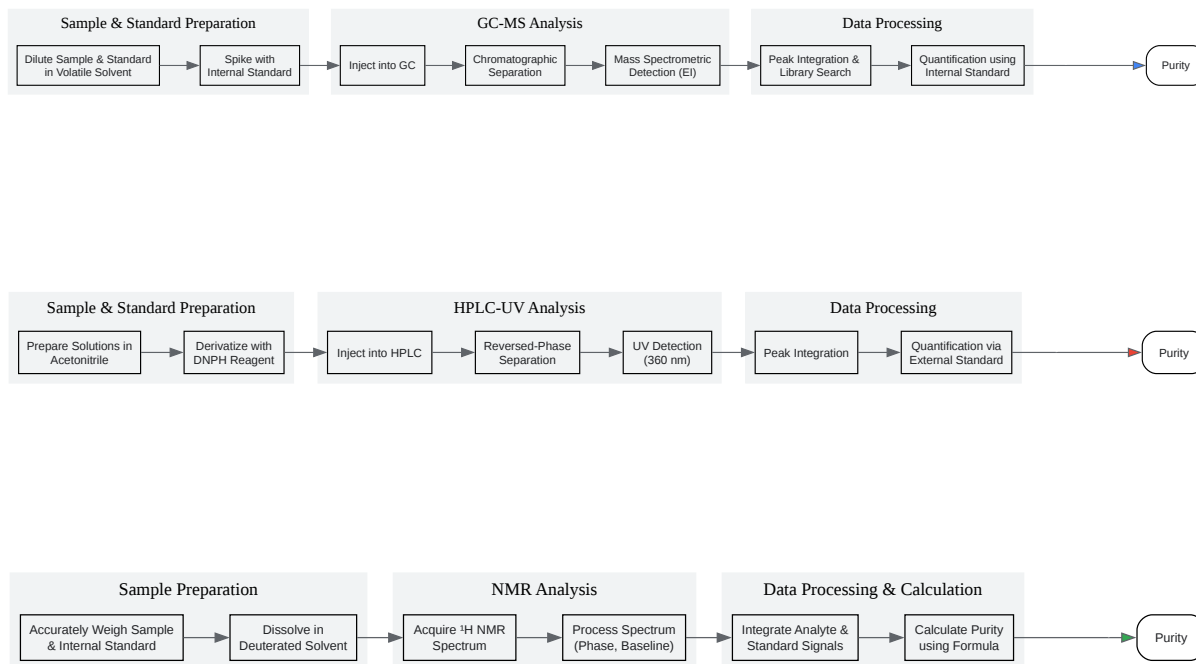 Sample & Standard Preparation
GC-MS Analysis
Data Processing
Dilute Sample & Standard
in Volatile Solvent
Spike with
Internal Standard
Inject into GC
Chromatographic
Separation
Mass Spectrometric
Detection (EI)
Peak Integration &
Library Search
Quantification using
Internal Standard
Purity
Sample & Standard Preparation
HPLC-UV Analysis
Data Processing
Prepare Solutions in
Acetonitrile
Derivatize with
DNPH Reagent
Inject into HPLC
Reversed-Phase
Separation
UV Detection
(360 nm)
Peak Integration
Quantification via
External Standard
Purity
Sample Preparation
NMR Analysis
Data Processing & Calculation
Accurately Weigh Sample
& Internal Standard
Dissolve in
Deuterated Solvent
Acquire ¹H NMR
Spectrum
Process Spectrum
(Phase, Baseline)
Integrate Analyte &
Standard Signals
Calculate Purity
using Formula
Purity